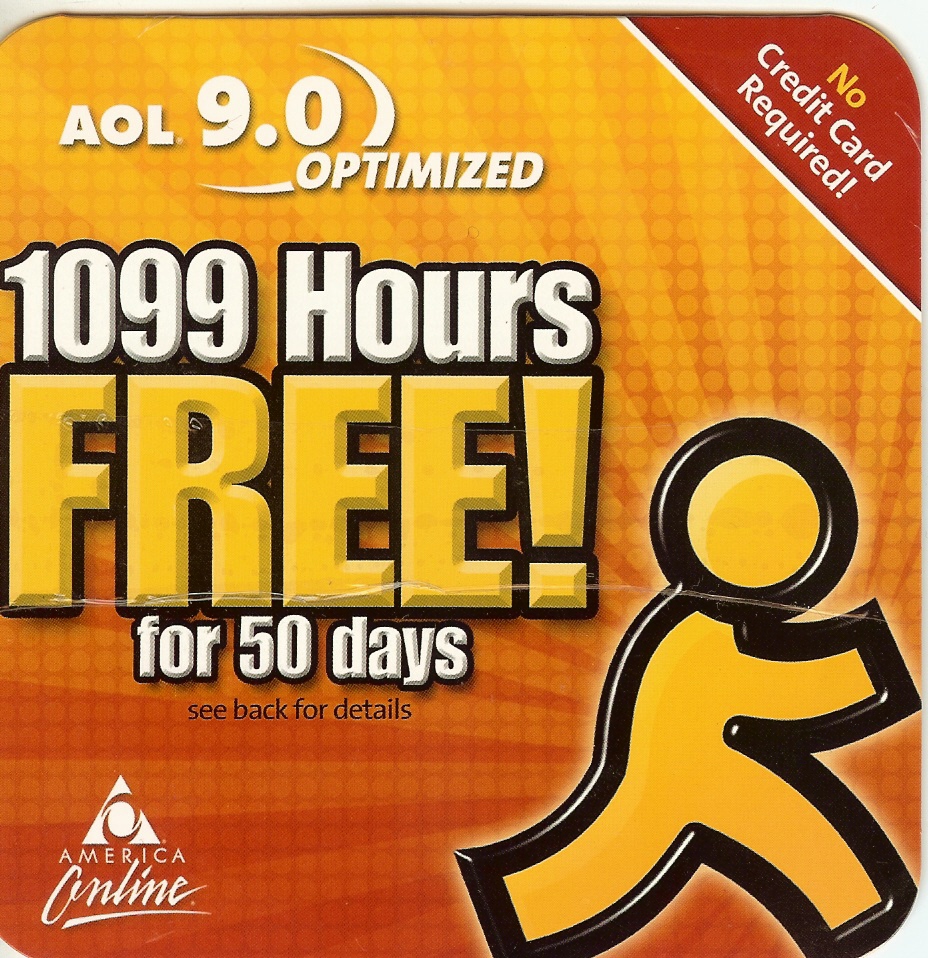 AOL 9.0
OPTIMIZED
No
Credit Card
Required!
1099 Hours
FREE!
for 50 days
see back for details
AMERICA
Online